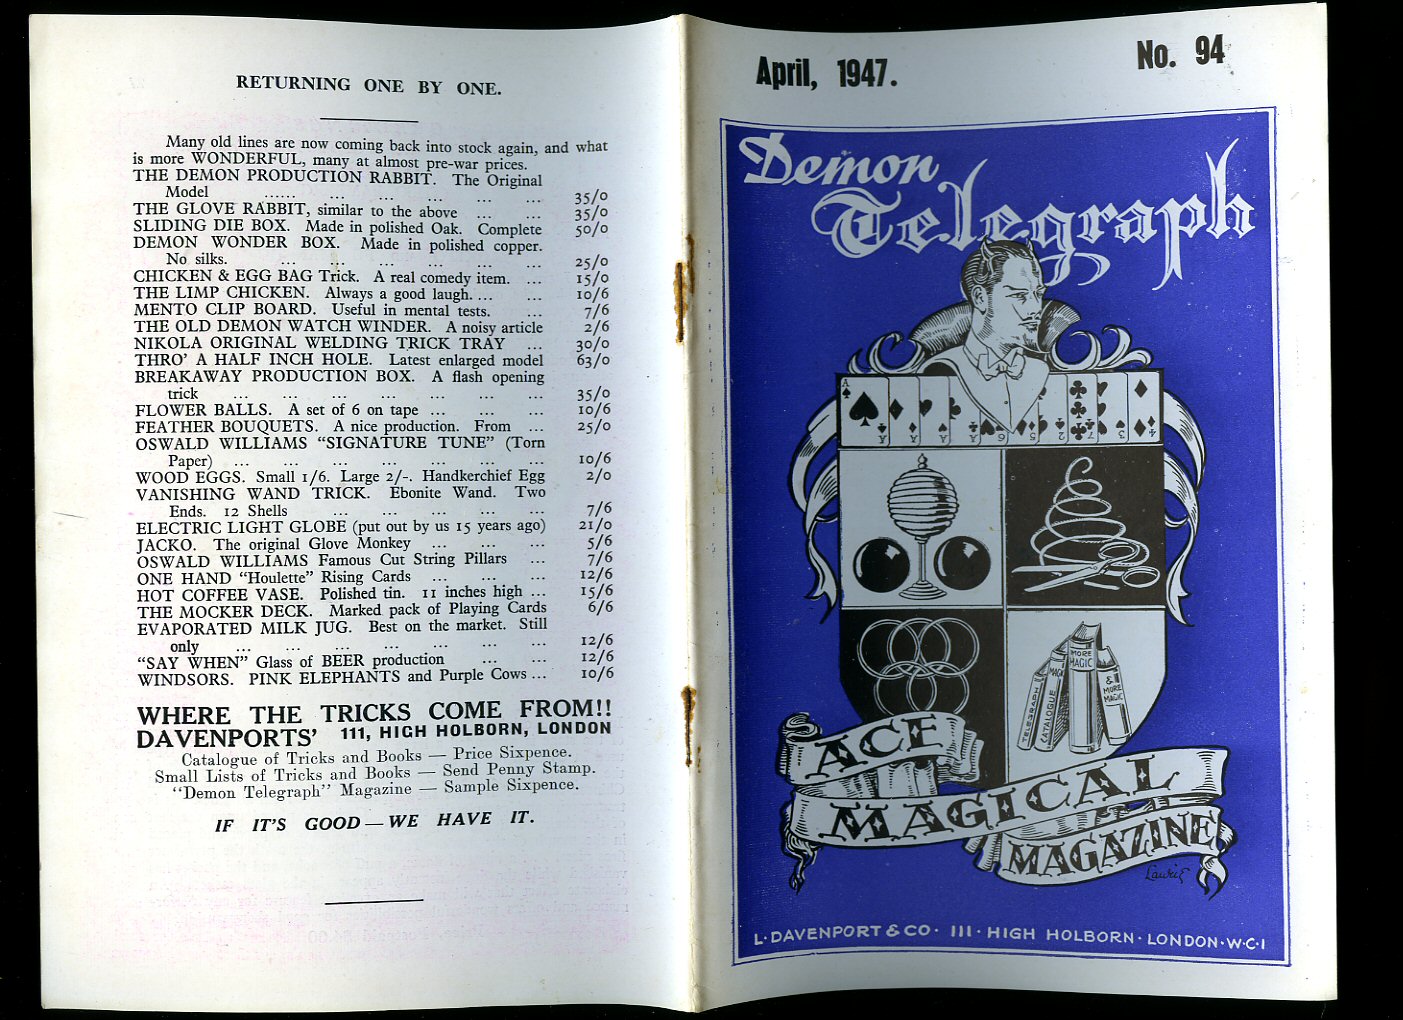 RETURNING ONE BY ONE.
Many old lines are now coming back into stock again, and what
is more WONDERFUL, many at almost pre-war prices.
THE DEMON PRODUCTION RABBIT. The Original
Model ...... ... ... ... ... ... 35/0
THE GLOVE RABBIT, similar to the above ... ... 35/0
SLIDING DIE BOX. Made in polished Oak. Complete 50/0
DEMON WONDER BOX. Made in polished copper.
No silks. ... ... ... ... ... ... 25/0
CHICKEN & EGG BAG Trick. A real comedy item. ... 15/0
THE LIMP CHICKEN. Always a good laugh. ... ... 10/6
MENTO CLIP BOARD. Useful in mental tests. ... 7/6
THE OLD DEMON WATCH WINDER. A noisy article 2/6
NIKOLA ORIGINAL WELDING TRICK TRAY ... 30/0
THRO' A HALF INCH HOLE. Latest enlarged model 63/0
BREAKAWAY PRODUCTION BOX. A flash opening
trick ... ... ... ... ... ... ... 35/0
FLOWER BALLS. A set of 6 on tape ... ... ... 10/6
FEATHER BOUQUETS. A nice production. From ... 25/0
OSWALD WILLIAMS "SIGNATURE TUNE" (Torn
Paper) ... ... ... ... ... ... ... 10/6
WOOD EGGS. Small 1/6. Large 2/-. Handkerchief Egg 2/0
VANISHING WAND TRICK. Ebonite Wand. Two
Ends. 12 Shells ... ... ... ... ... 7/6
ELECTRIC LIGHT GLOBE (put out by us 15 years ago) 21/0
JACKO. The original Glove Monkey ... ... ... 5/6
OSWALD WILLIAMS Famous Cut String Pillars ... 7/6
ONE HAND "Houlette" Rising Cards ... ... ... 12/6
HOT COFFEE VASE. Polished tin. 11 inches high ... 15/6
THE MOCKER DECK. Marked pack of Playing Cards 6/6
EVAPORATED MILK JUG. Best on the market. Still
only ... ... ... ... ... ... ... 12/6
"SAY WHEN" Glass of BEER production ... ... 12/6
WINDSORS. PINK ELEPHANTS and Purple Cows ... 10/6
WHERE THE TRICKS COME FROM!!
DAVENPORTS' 111, HIGH HOLBORN, LONDON
Catalogue of Tricks and Books — Price Sixpence.
Small Lists of Tricks and Books — Send Penny Stamp.
"Demon Telegraph" Magazine — Sample Sixpence.
IF IT'S GOOD — WE HAVE IT.
April, 1947. No. 94
Demon
Telegraph
A A A A A 6 5 2 7 3 4
TELEGRAPH
MAGIC
CATALOGUE
MORE
MAGIC
&
MORE
MAGIC
ACE
MAGICAL
MAGAZINE
Lawrie
L. DAVENPORT & CO. 111. HIGH HOLBORN. LONDON. W.C.1